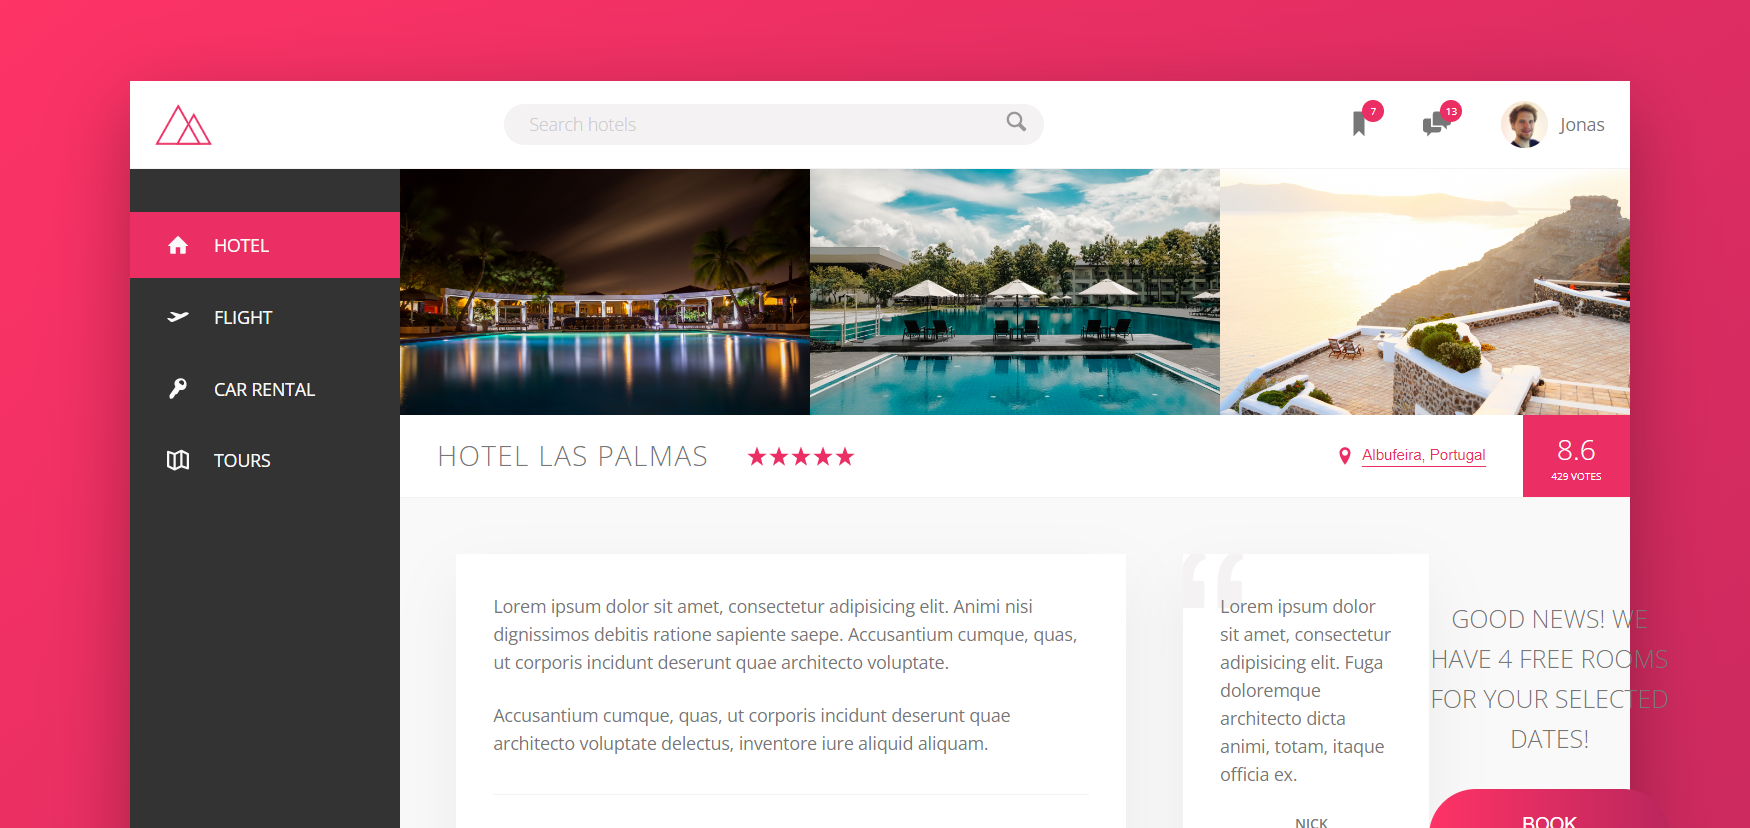 Search hotels
7
13
Jonas
HOTEL
FLIGHT
CAR RENTAL
TOURS
HOTEL LAS PALMAS
Albufeira, Portugal
8.6
429 VOTES
Lorem ipsum dolor sit amet, consectetur adipisicing elit. Animi nisi
dignissimos debitis ratione sapiente saepe. Accusantium cumque, quas,
ut corporis incidunt deserunt quae architecto voluptate.
Accusantium cumque, quas, ut corporis incidunt deserunt quae
architecto voluptate delectus, inventore iure aliquid aliquam.
“
Lorem ipsum dolor
sit amet, consectetur
adipisicing elit. Fuga
doloremque
architecto dicta
animi, totam, itaque
officia ex.
NICK
GOOD NEWS! WE
HAVE 4 FREE ROOMS
FOR YOUR SELECTED
DATES!
BOOK